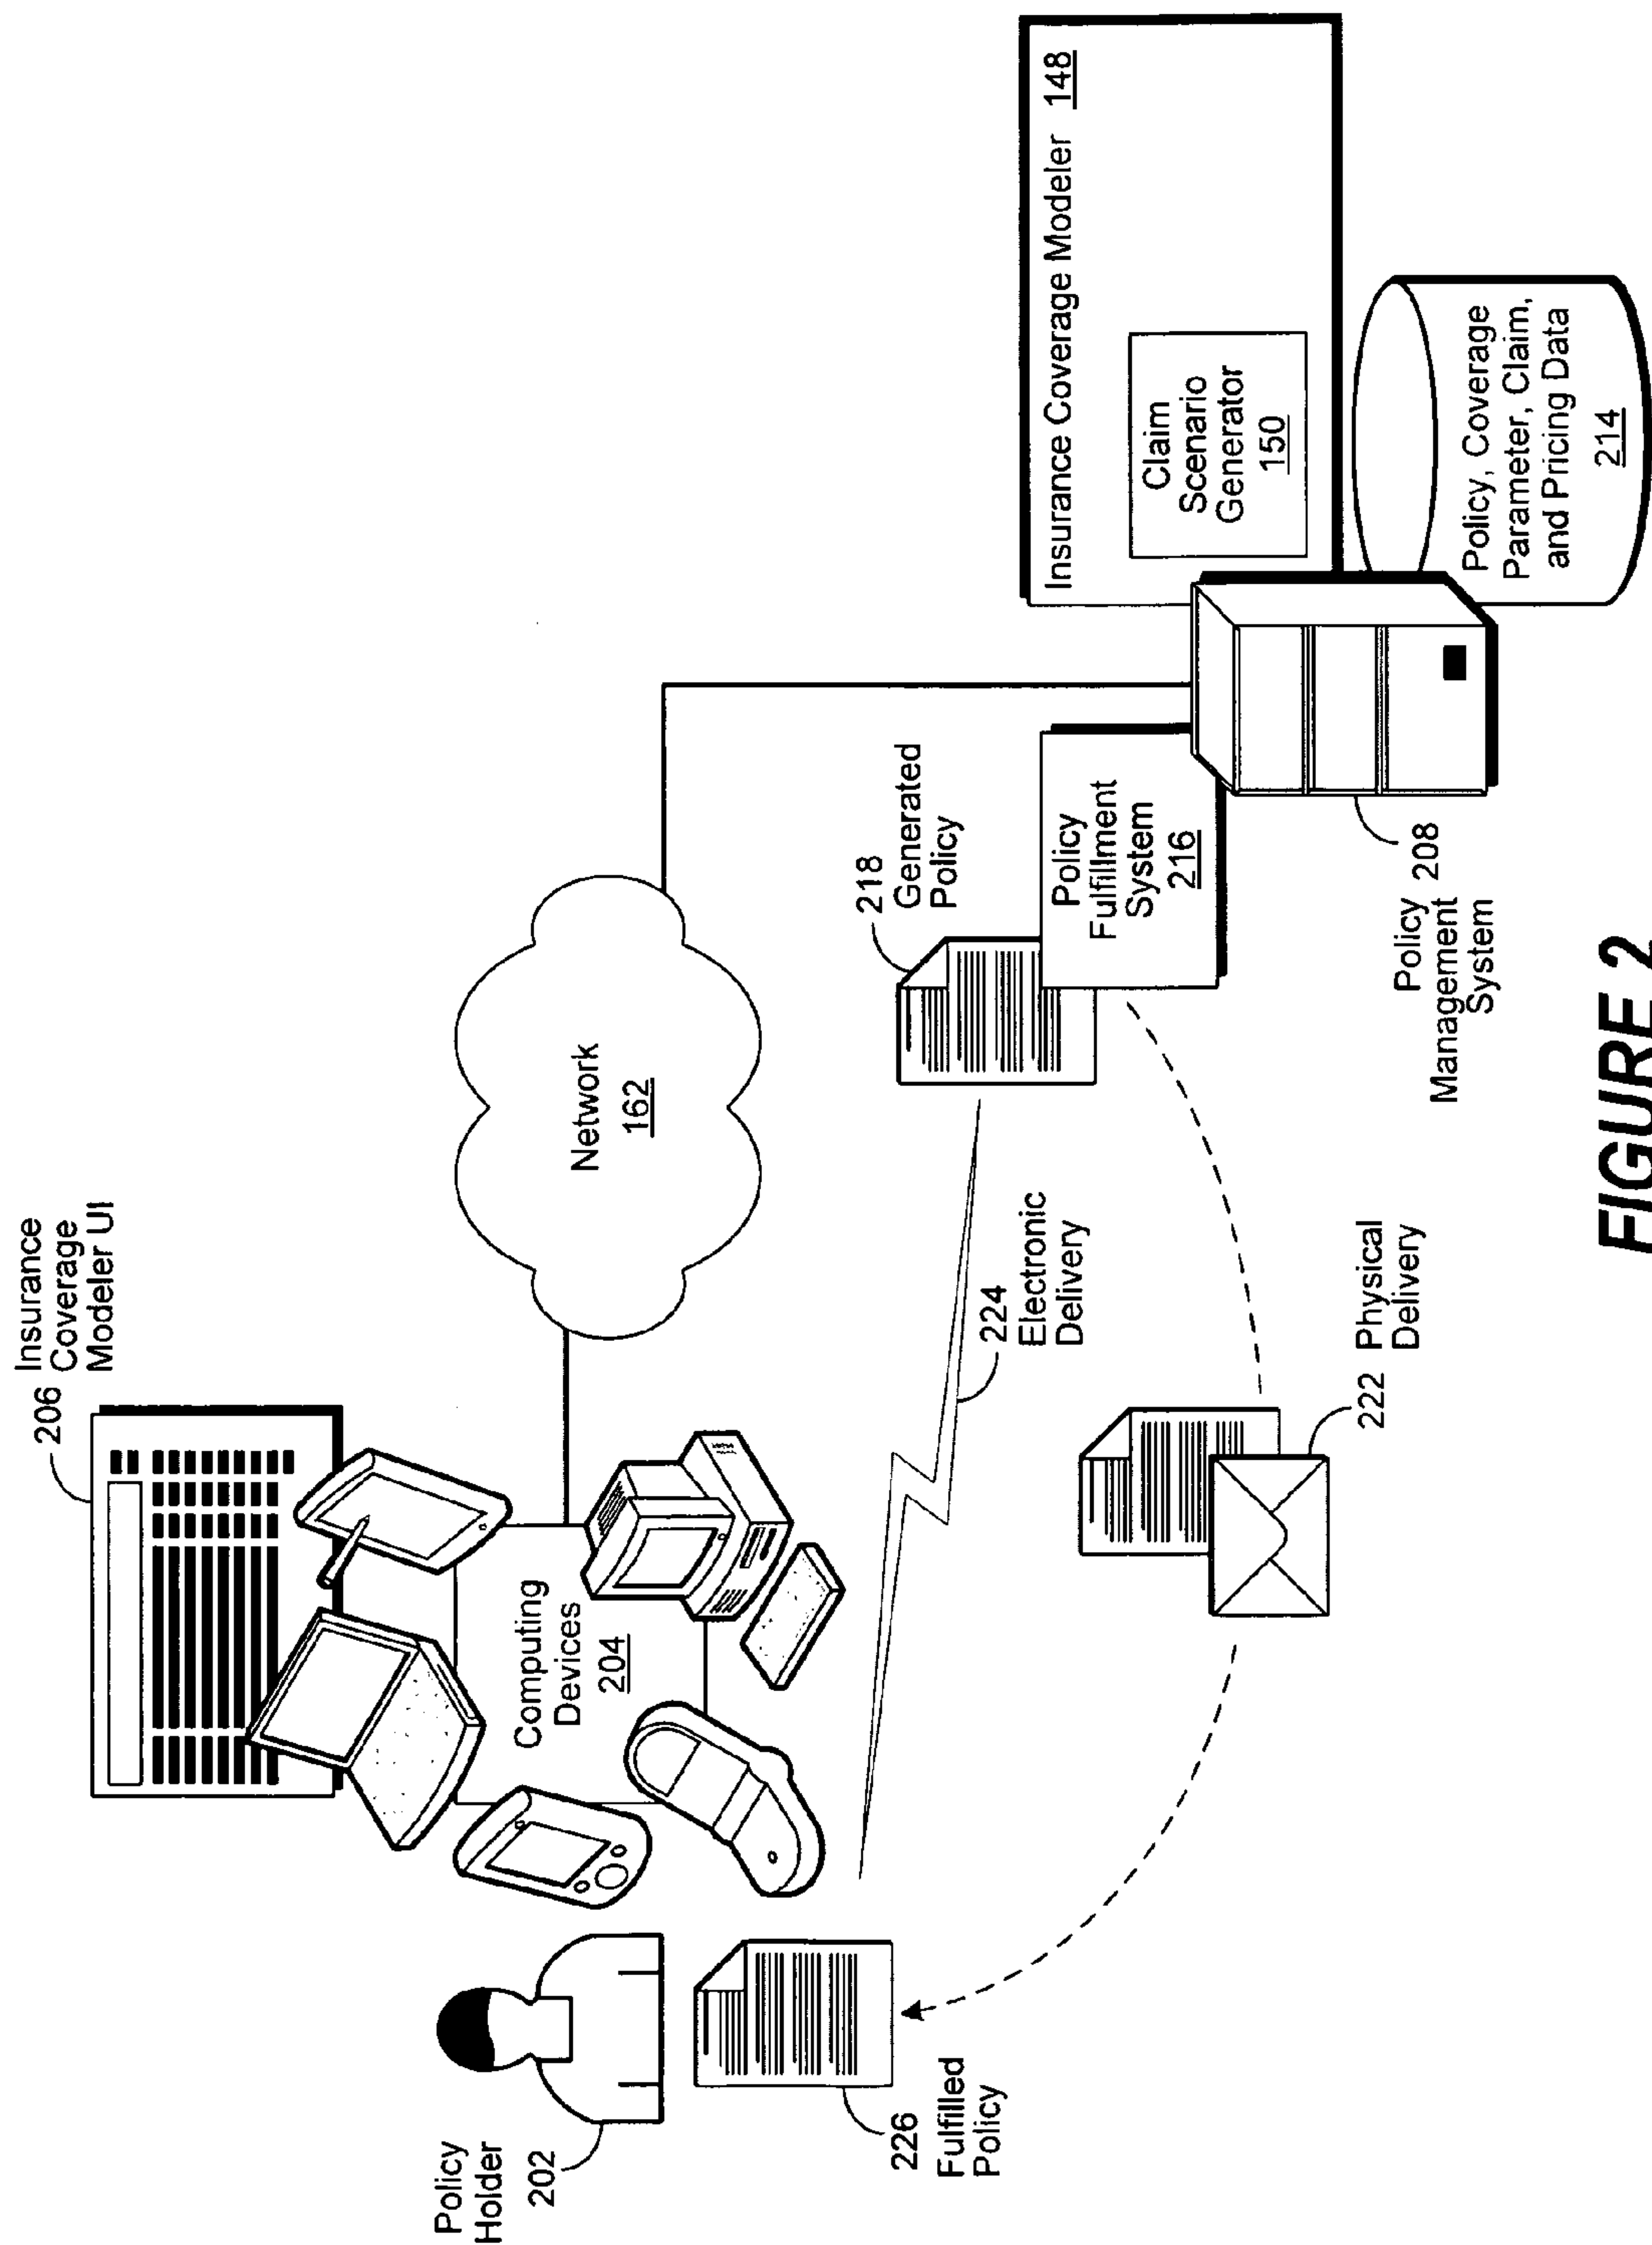 206 Insurance
Coverage
Modeler UI
Policy
Holder
202
Computing
Devices
204
Network
162
226
Fulfilled
Policy
224
Electronic
Delivery
218
Generated
Policy
Insurance Coverage Modeler 148
Claim
Scenario
Generator
150
Policy
Fulfillment
System
216
222 Physical
Delivery
Policy 208
Management
System
Policy, Coverage
Parameter, Claim,
and Pricing Data
214
FIGURE 2